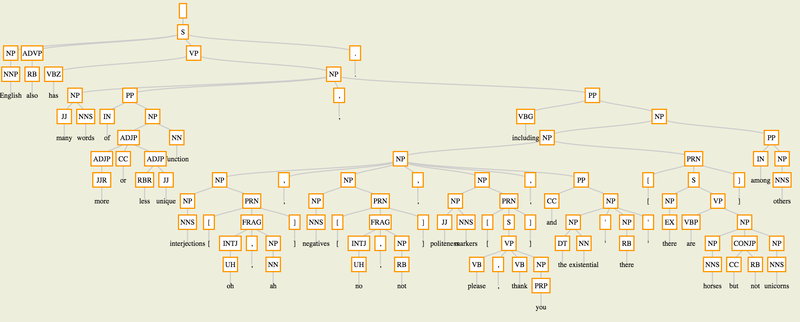 S
NP ADVP VP .
NNP RB VBZ NP .
English also has NP PP , PP
JJ NNS IN NP , VBG NP
many words of ADJP NN including NP PP
ADJP CC ADJP unction NP PRN IN NP
JJR or RBR JJ NP , NP , NP , PP [ S ] among NNS
more less unique NP PRN , NP PRN , NP PRN , CC NP [ NP VP ] others
NNS [ FRAG ] NNS [ FRAG ] JJ NNS [ S ] and NP ' NP ' EX VBP NP
interjections [ INTJ , NP ] negatives [ INTJ , NP ] politeness markers [ VP ] DT NN ' RB ' there are NP CONJP NP
UH , NN UH , RB VB , VB NP the existential there NNS CC RB NNS
oh ah no not please , thank PRP horses but not unicorns
you